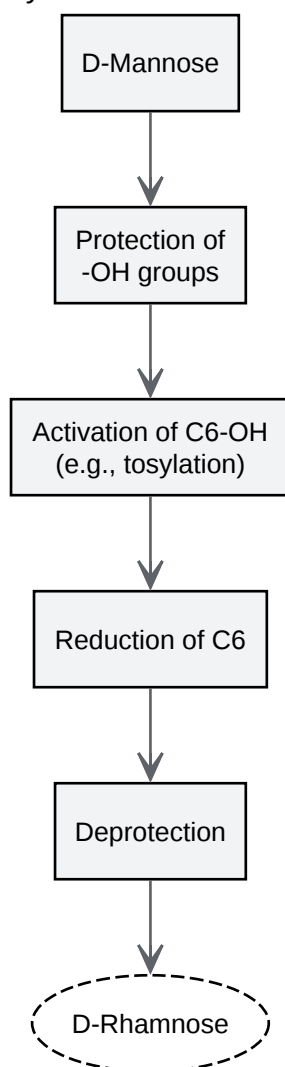 D-Mannose
Protection of
-OH groups
Activation of C6-OH
(e.g., tosylation)
Reduction of C6
Deprotection
D-Rhamnose